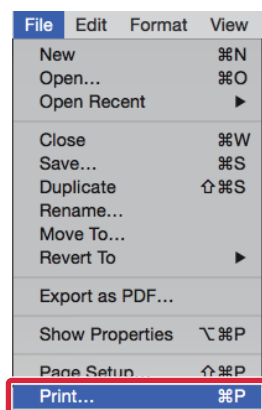 File Edit Format View
New ⌘N
Open... ⌘O
Open Recent ▶
Close ⌘W
Save... ⌘S
Duplicate ⇧⌘S
Rename...
Move To...
Revert To ▶
Export as PDF...
Show Properties ⌥⌘P
Page Setup... ⇧⌘P
Print... ⌘P